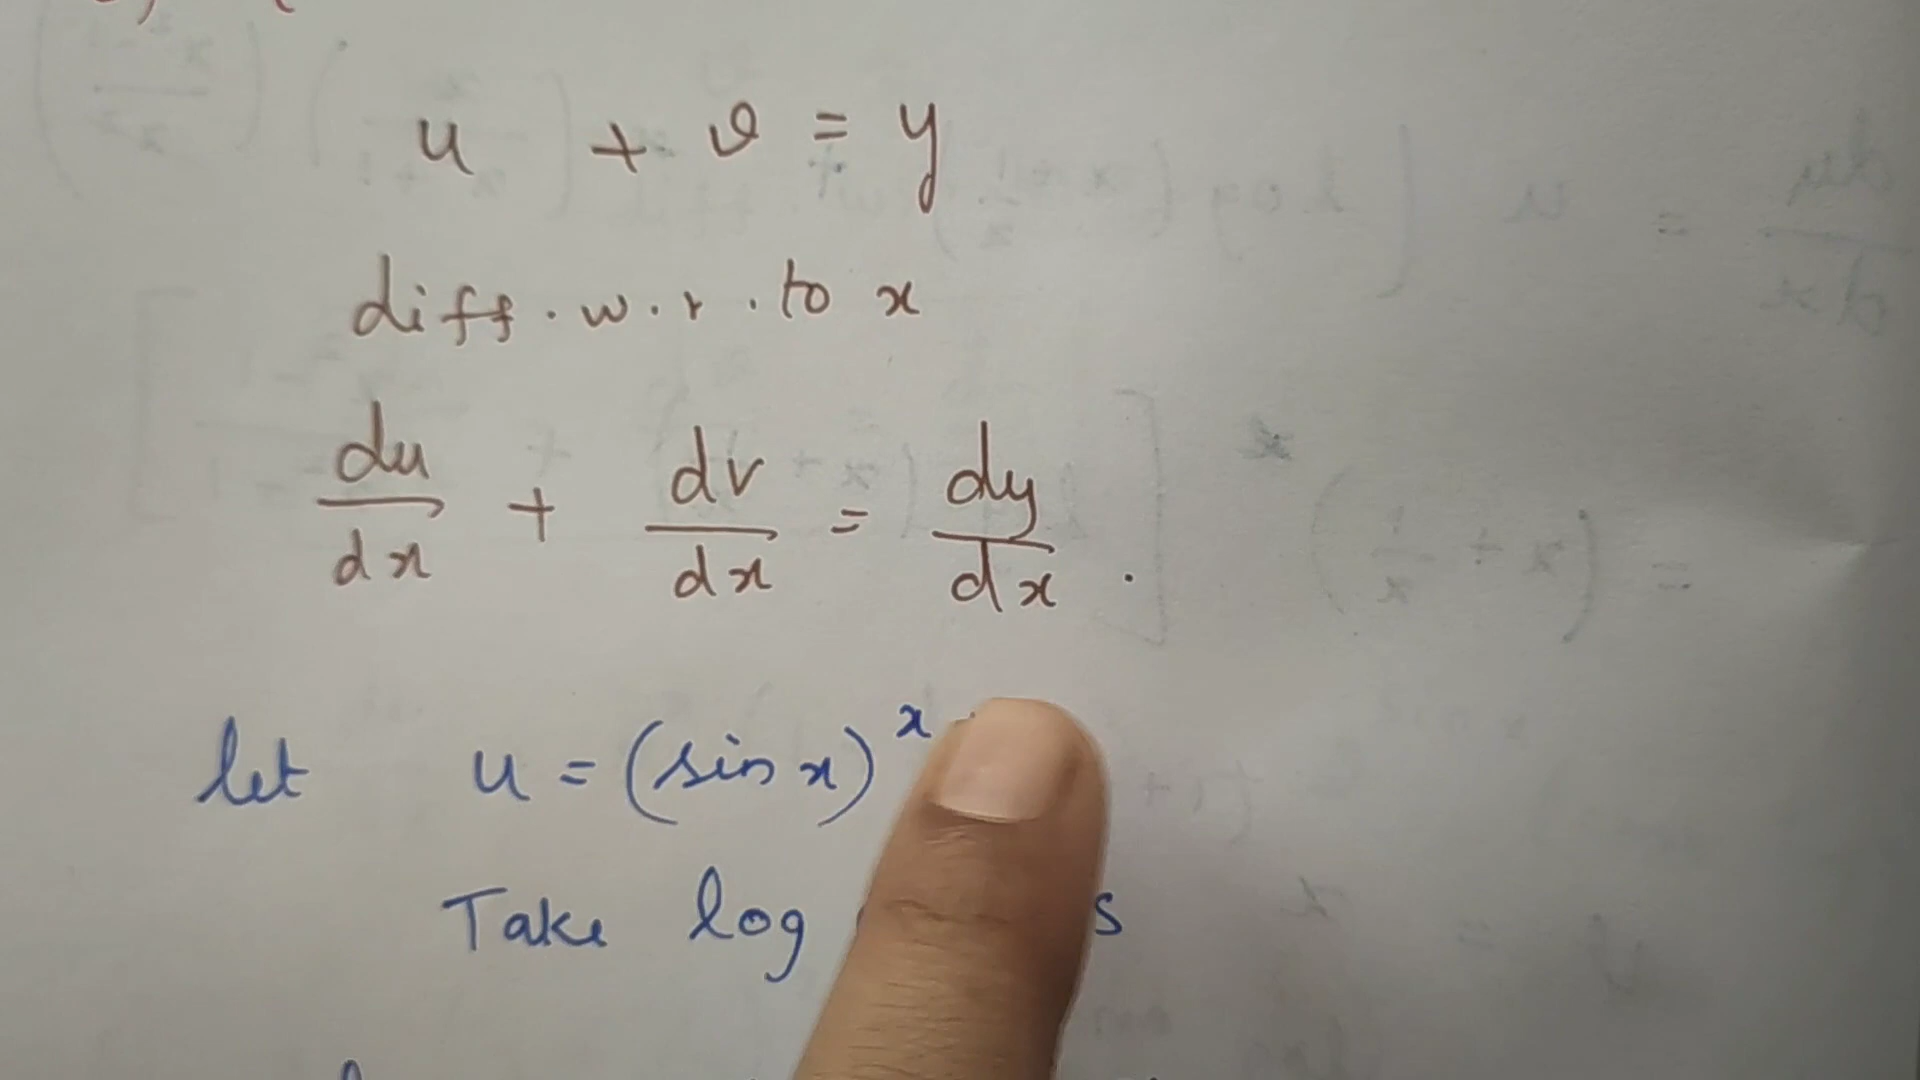 u + v = y
diff. w.r. to x
du/dx + dv/dx = dy/dx .
let u = (sin x)^x
Take log